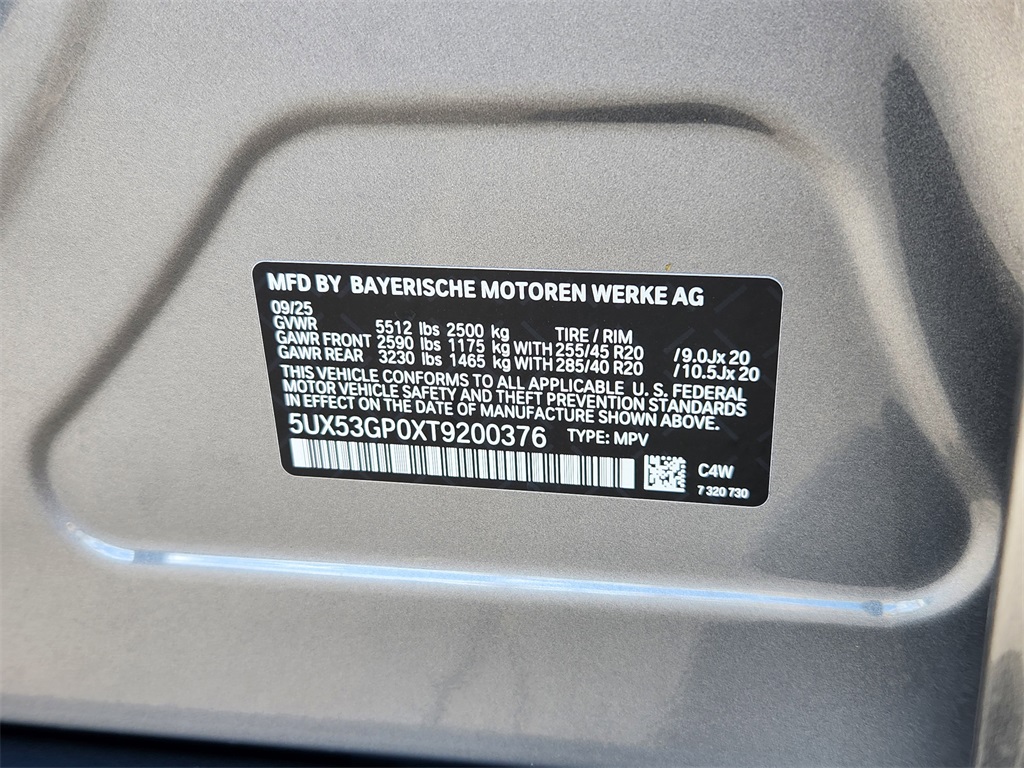 MFD BY BAYERISCHE MOTOREN WERKE AG
09/25
GVWR 5512 lbs 2500 kg TIRE / RIM
GAWR FRONT 2590 lbs 1175 kg WITH 255/45 R20 /9.0Jx 20
GAWR REAR 3230 lbs 1465 kg WITH 285/40 R20 /10.5Jx 20
THIS VEHICLE CONFORMS TO ALL APPLICABLE U. S. FEDERAL
MOTOR VEHICLE SAFETY AND THEFT PREVENTION STANDARDS
IN EFFECT ON THE DATE OF MANUFACTURE SHOWN ABOVE.
5UX53GP0XT9200376 TYPE: MPV
C4W
7 320 730